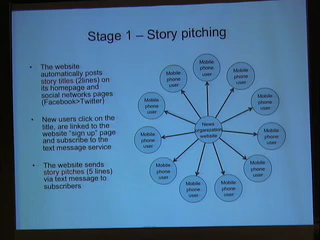 Stage 1 – Story pitching
• The website
automatically posts
story titles (2lines) on
its homepage and
social networks pages
(Facebook>Twitter)
• New users click on the
title, are linked to the
website "sign up" page
and subscribe to the
text message service
• The website sends
story pitches (5 lines)
via text message to
subscribers
Mobile
phone
user
Mobile
phone
user
Mobile
phone
user
Mobile
phone
user
Mobile
phone
user
Mobile
phone
user
Mobile
phone
user
Mobile
phone
user
Mobile
phone
user
Mobile
phone
user
Mobile
phone
user
News
organization
website